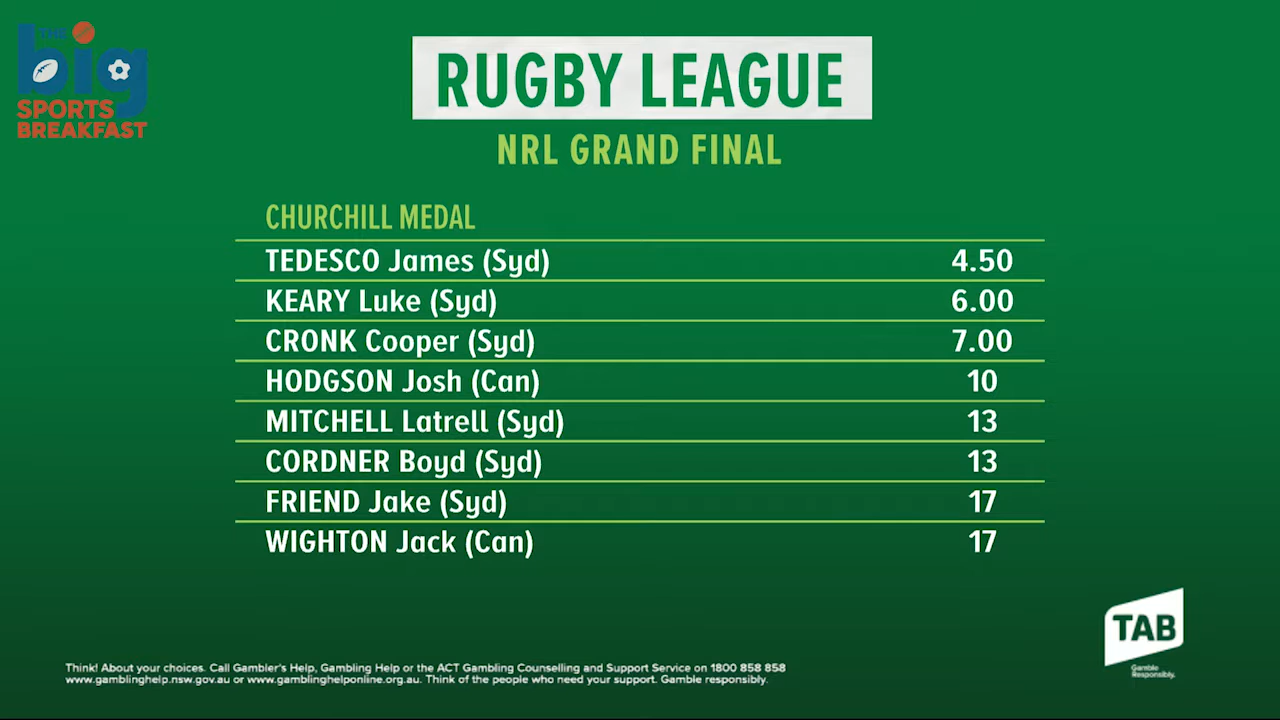 THE
big
SPORTS
BREAKFAST
RUGBY LEAGUE
NRL GRAND FINAL
CHURCHILL MEDAL
TEDESCO James (Syd) 4.50
KEARY Luke (Syd) 6.00
CRONK Cooper (Syd) 7.00
HODGSON Josh (Can) 10
MITCHELL Latrell (Syd) 13
CORDNER Boyd (Syd) 13
FRIEND Jake (Syd) 17
WIGHTON Jack (Can) 17
TAB
Gamble
Responsibly.
Think! About your choices. Call Gambler's Help, Gambling Help or the ACT Gambling Counselling and Support Service on 1800 858 858
www.gamblinghelp.nsw.gov.au or www.gamblinghelponline.org.au. Think of the people who need your support. Gamble responsibly.